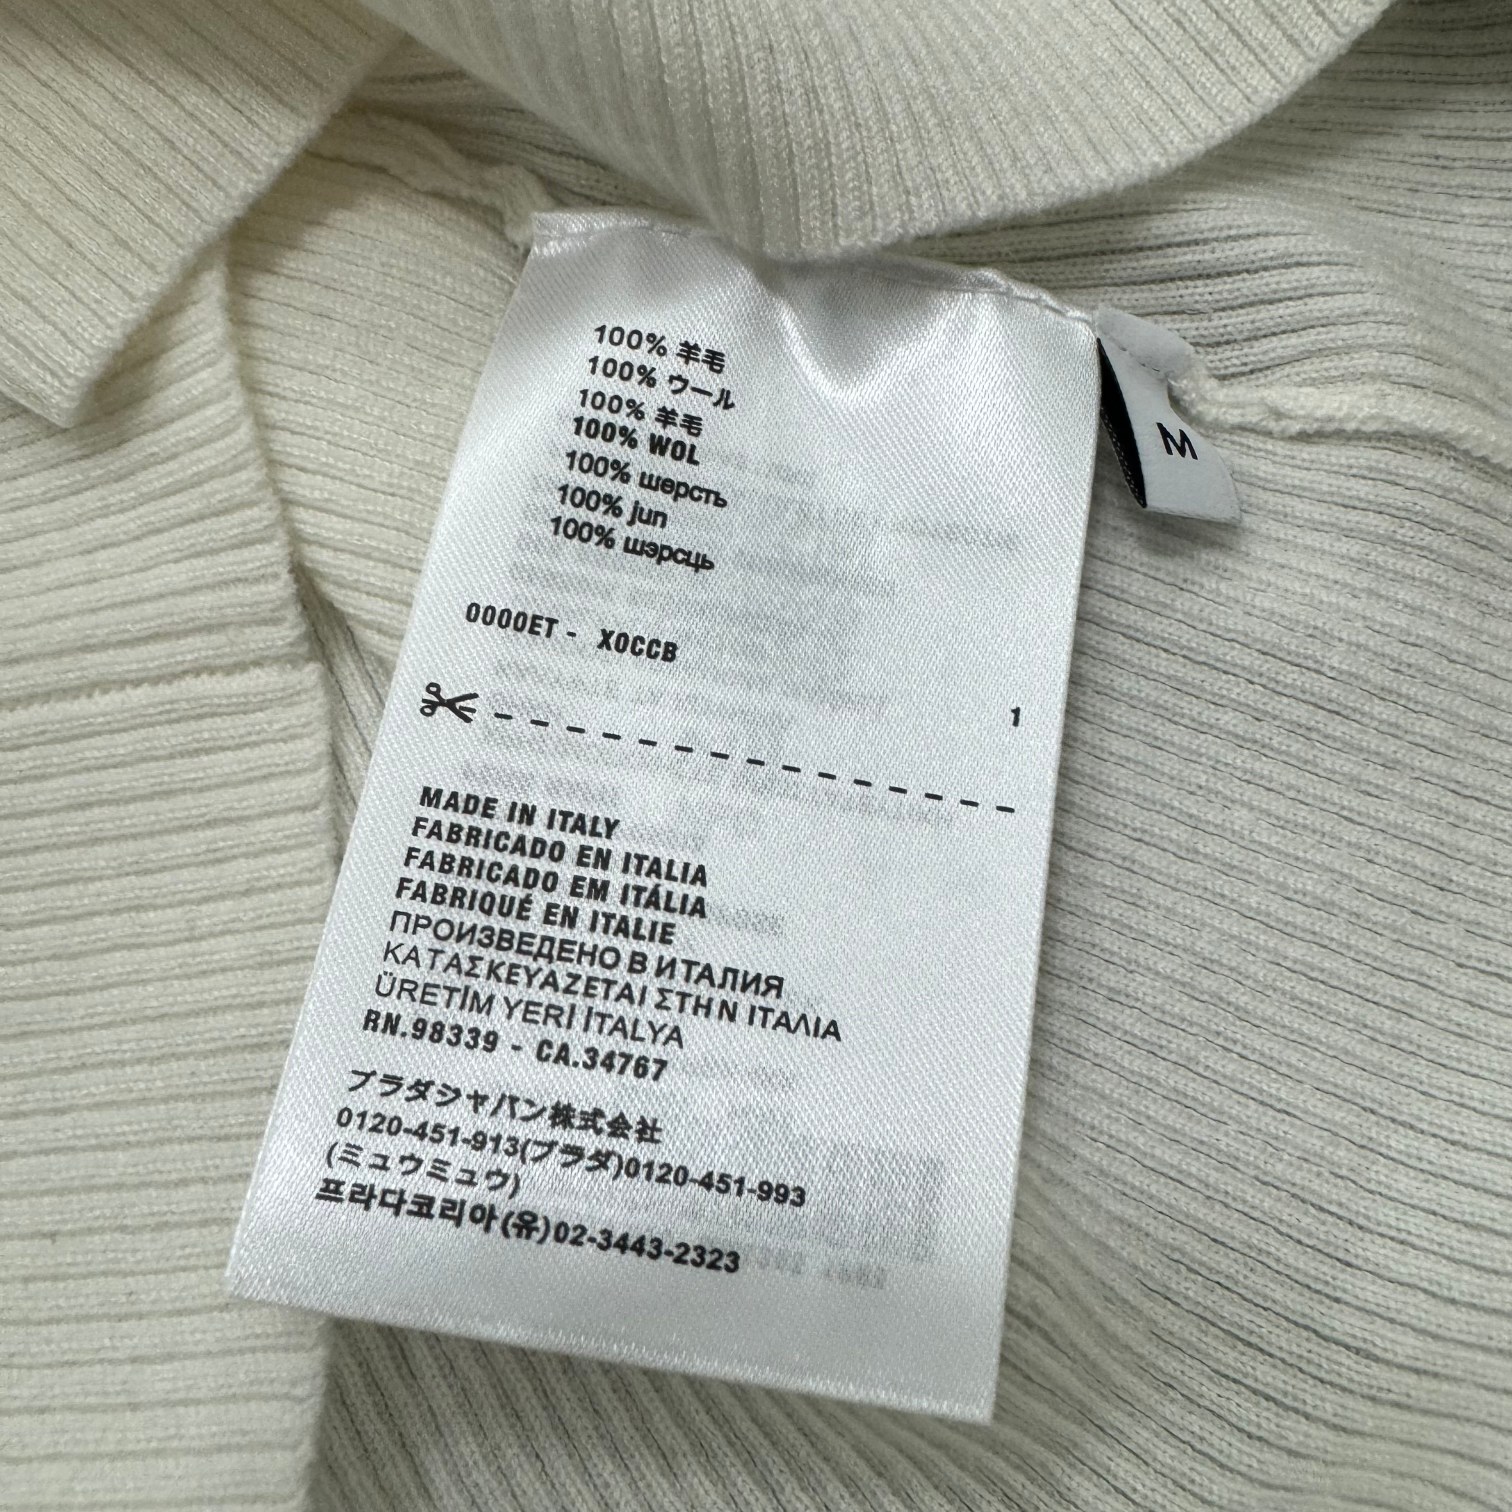 100% 羊毛
100% ウール
100% 羊毛
100% WOL
100% шерсть
100% jun
100% шэрсць
0000ET - X0CCB
1
MADE IN ITALY
FABRICADO EN ITALIA
FABRICADO EM ITÁLIA
FABRIQUÉ EN ITALIE
ПРОИЗВЕДЕНО В ИТАЛИЯ
ΚΑΤΑΣΚΕΥΑΖΕΤΑΙ ΣΤΗΝ ΙΤΑΛΙΑ
ÜRETİM YERİ İTALYA
RN.98339 - CA.34767
プラダジャパン株式会社
0120-451-913(プラダ)0120-451-993
(ミュウミュウ)
프라다코리아(유)02-3443-2323
M